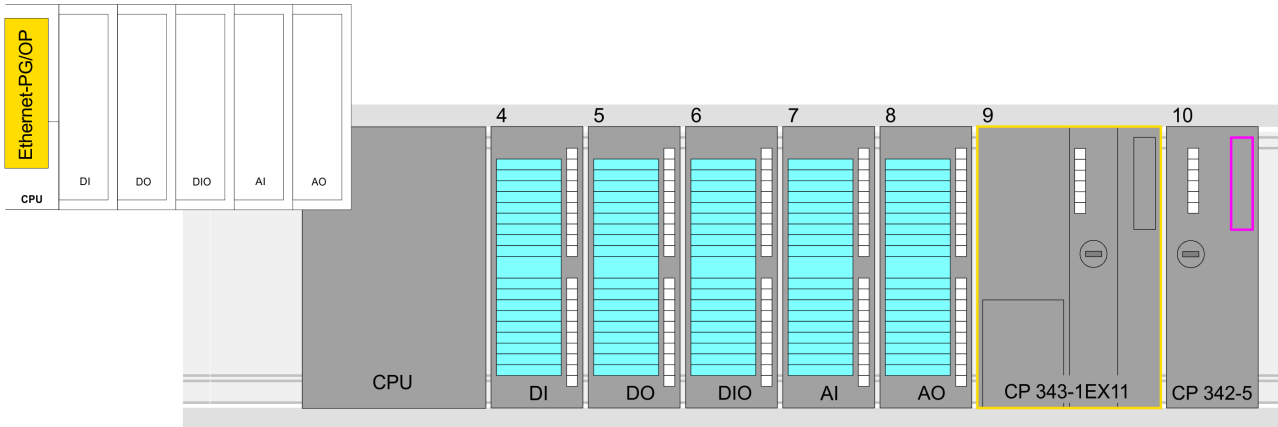 Ethernet-PG/OP
CPU
DI
DO
DIO
AI
AO
4
5
6
7
8
9
10
CPU
DI
DO
DIO
AI
AO
CP 343-1EX11
CP 342-5